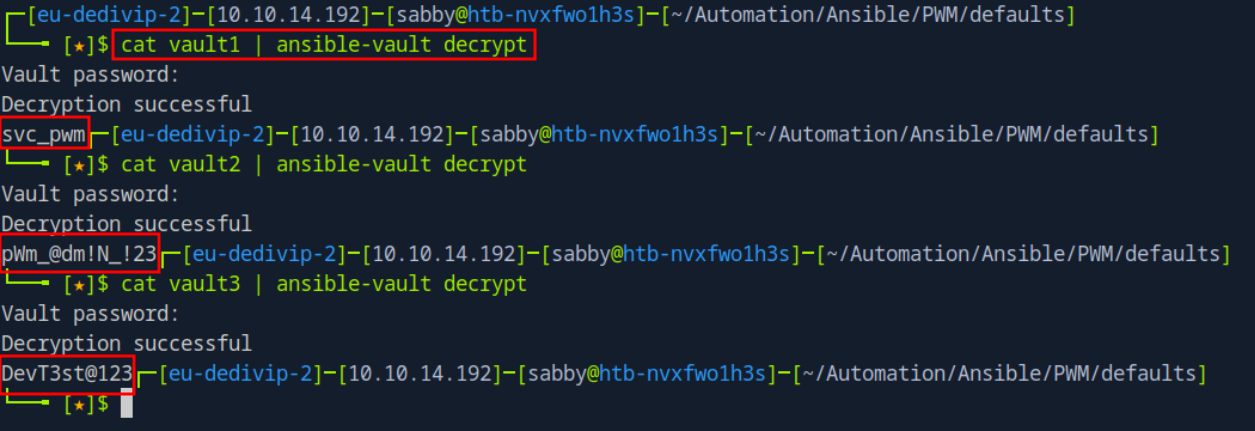 ┌─[eu-dedivip-2]─[10.10.14.192]─[sabby@htb-nvxfwo1h3s]─[~/Automation/Ansible/PWM/defaults]
└──╼ [★]$ cat vault1 | ansible-vault decrypt
Vault password:
Decryption successful
svc_pwm┌─[eu-dedivip-2]─[10.10.14.192]─[sabby@htb-nvxfwo1h3s]─[~/Automation/Ansible/PWM/defaults]
└──╼ [★]$ cat vault2 | ansible-vault decrypt
Vault password:
Decryption successful
pWm_@dm!N_!23┌─[eu-dedivip-2]─[10.10.14.192]─[sabby@htb-nvxfwo1h3s]─[~/Automation/Ansible/PWM/defaults]
└──╼ [★]$ cat vault3 | ansible-vault decrypt
Vault password:
Decryption successful
DevT3st@123┌─[eu-dedivip-2]─[10.10.14.192]─[sabby@htb-nvxfwo1h3s]─[~/Automation/Ansible/PWM/defaults]
└──╼ [★]$